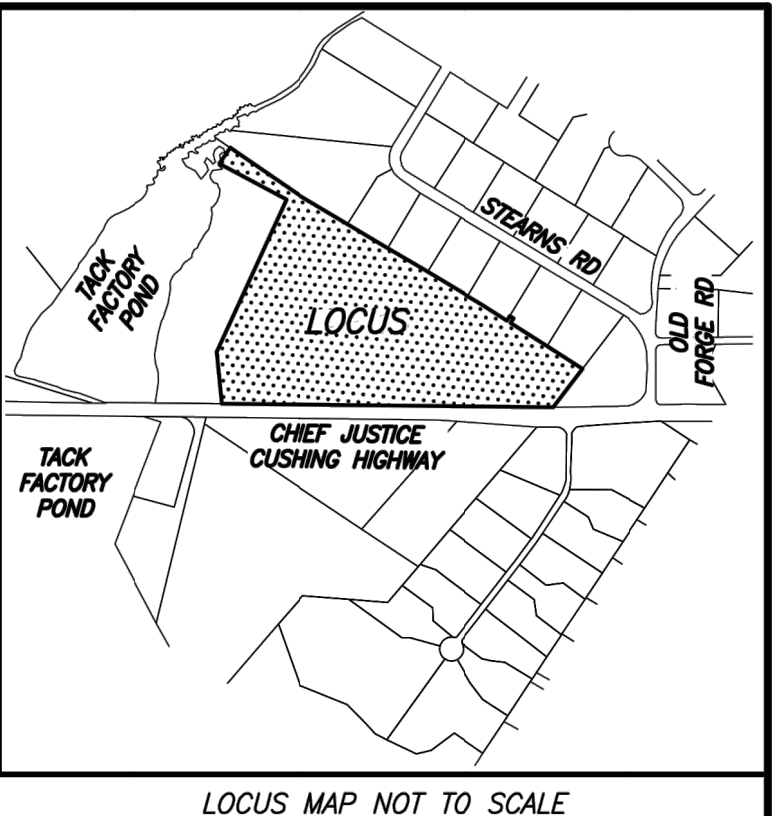 STEARNS RD
TACK
FACTORY
POND
LOCUS
OLD
FORGE RD
CHIEF JUSTICE
CUSHING HIGHWAY
TACK
FACTORY
POND
LOCUS MAP NOT TO SCALE